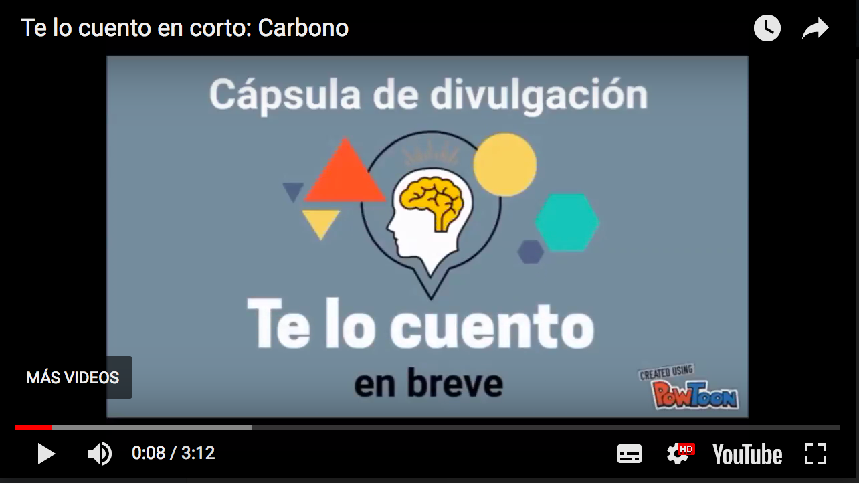 Te lo cuento en corto: Carbono
Cápsula de divulgación
Te lo cuento
en breve
CREATED USING
POWTOON
MÁS VIDEOS
0:08 / 3:12
HD
YouTube